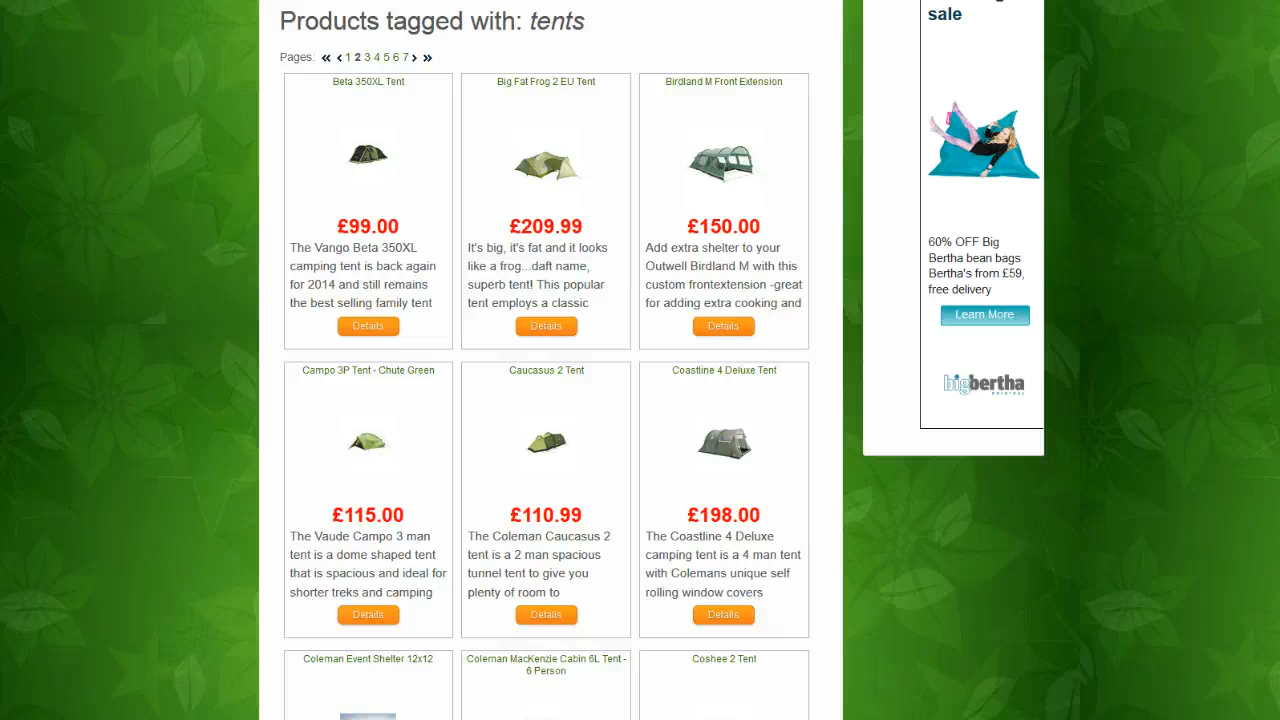 Products tagged with: tents
Pages: « ‹ 1 2 3 4 5 6 7 › »
Beta 350XL Tent
£99.00
The Vango Beta 350XL
camping tent is back again
for 2014 and still remains
the best selling family tent
Details
Big Fat Frog 2 EU Tent
£209.99
It's big, it's fat and it looks
like a frog...daft name,
superb tent! This popular
tent employs a classic
Details
Birdland M Front Extension
£150.00
Add extra shelter to your
Outwell Birdland M with this
custom frontextension -great
for adding extra cooking and
Details
Campo 3P Tent - Chute Green
£115.00
The Vaude Campo 3 man
tent is a dome shaped tent
that is spacious and ideal for
shorter treks and camping
Details
Caucasus 2 Tent
£110.99
The Coleman Caucasus 2
tent is a 2 man spacious
tunnel tent to give you
plenty of room to
Details
Coastline 4 Deluxe Tent
£198.00
The Coastline 4 Deluxe
camping tent is a 4 man tent
with Colemans unique self
rolling window covers
Details
Coleman Event Shelter 12x12
Coleman MacKenzie Cabin 6L Tent -
6 Person
Coshee 2 Tent
sale
60% OFF Big
Bertha bean bags
Bertha's from £59,
free delivery
Learn More
bigbertha
ORIGINAL